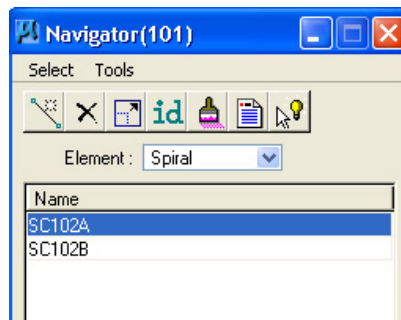 Navigator(101)
Select Tools
id
Element : Spiral
Name
SC102A
SC102B